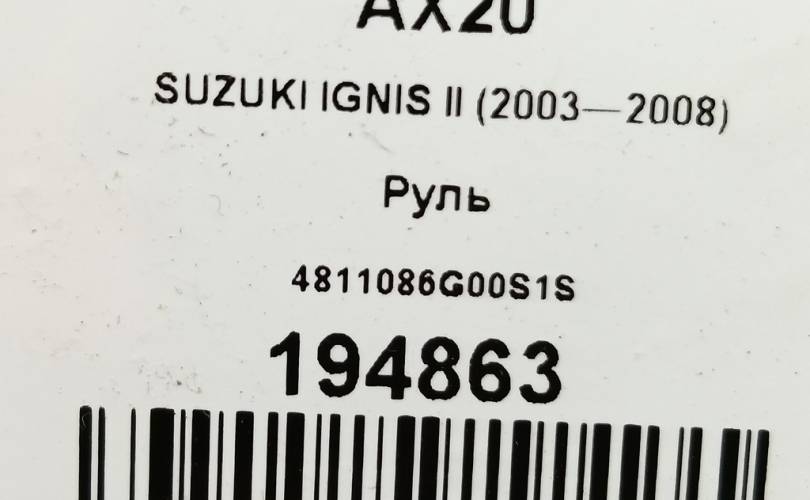 AX20
SUZUKI IGNIS II (2003—2008)
Руль
4811086G00S1S
194863